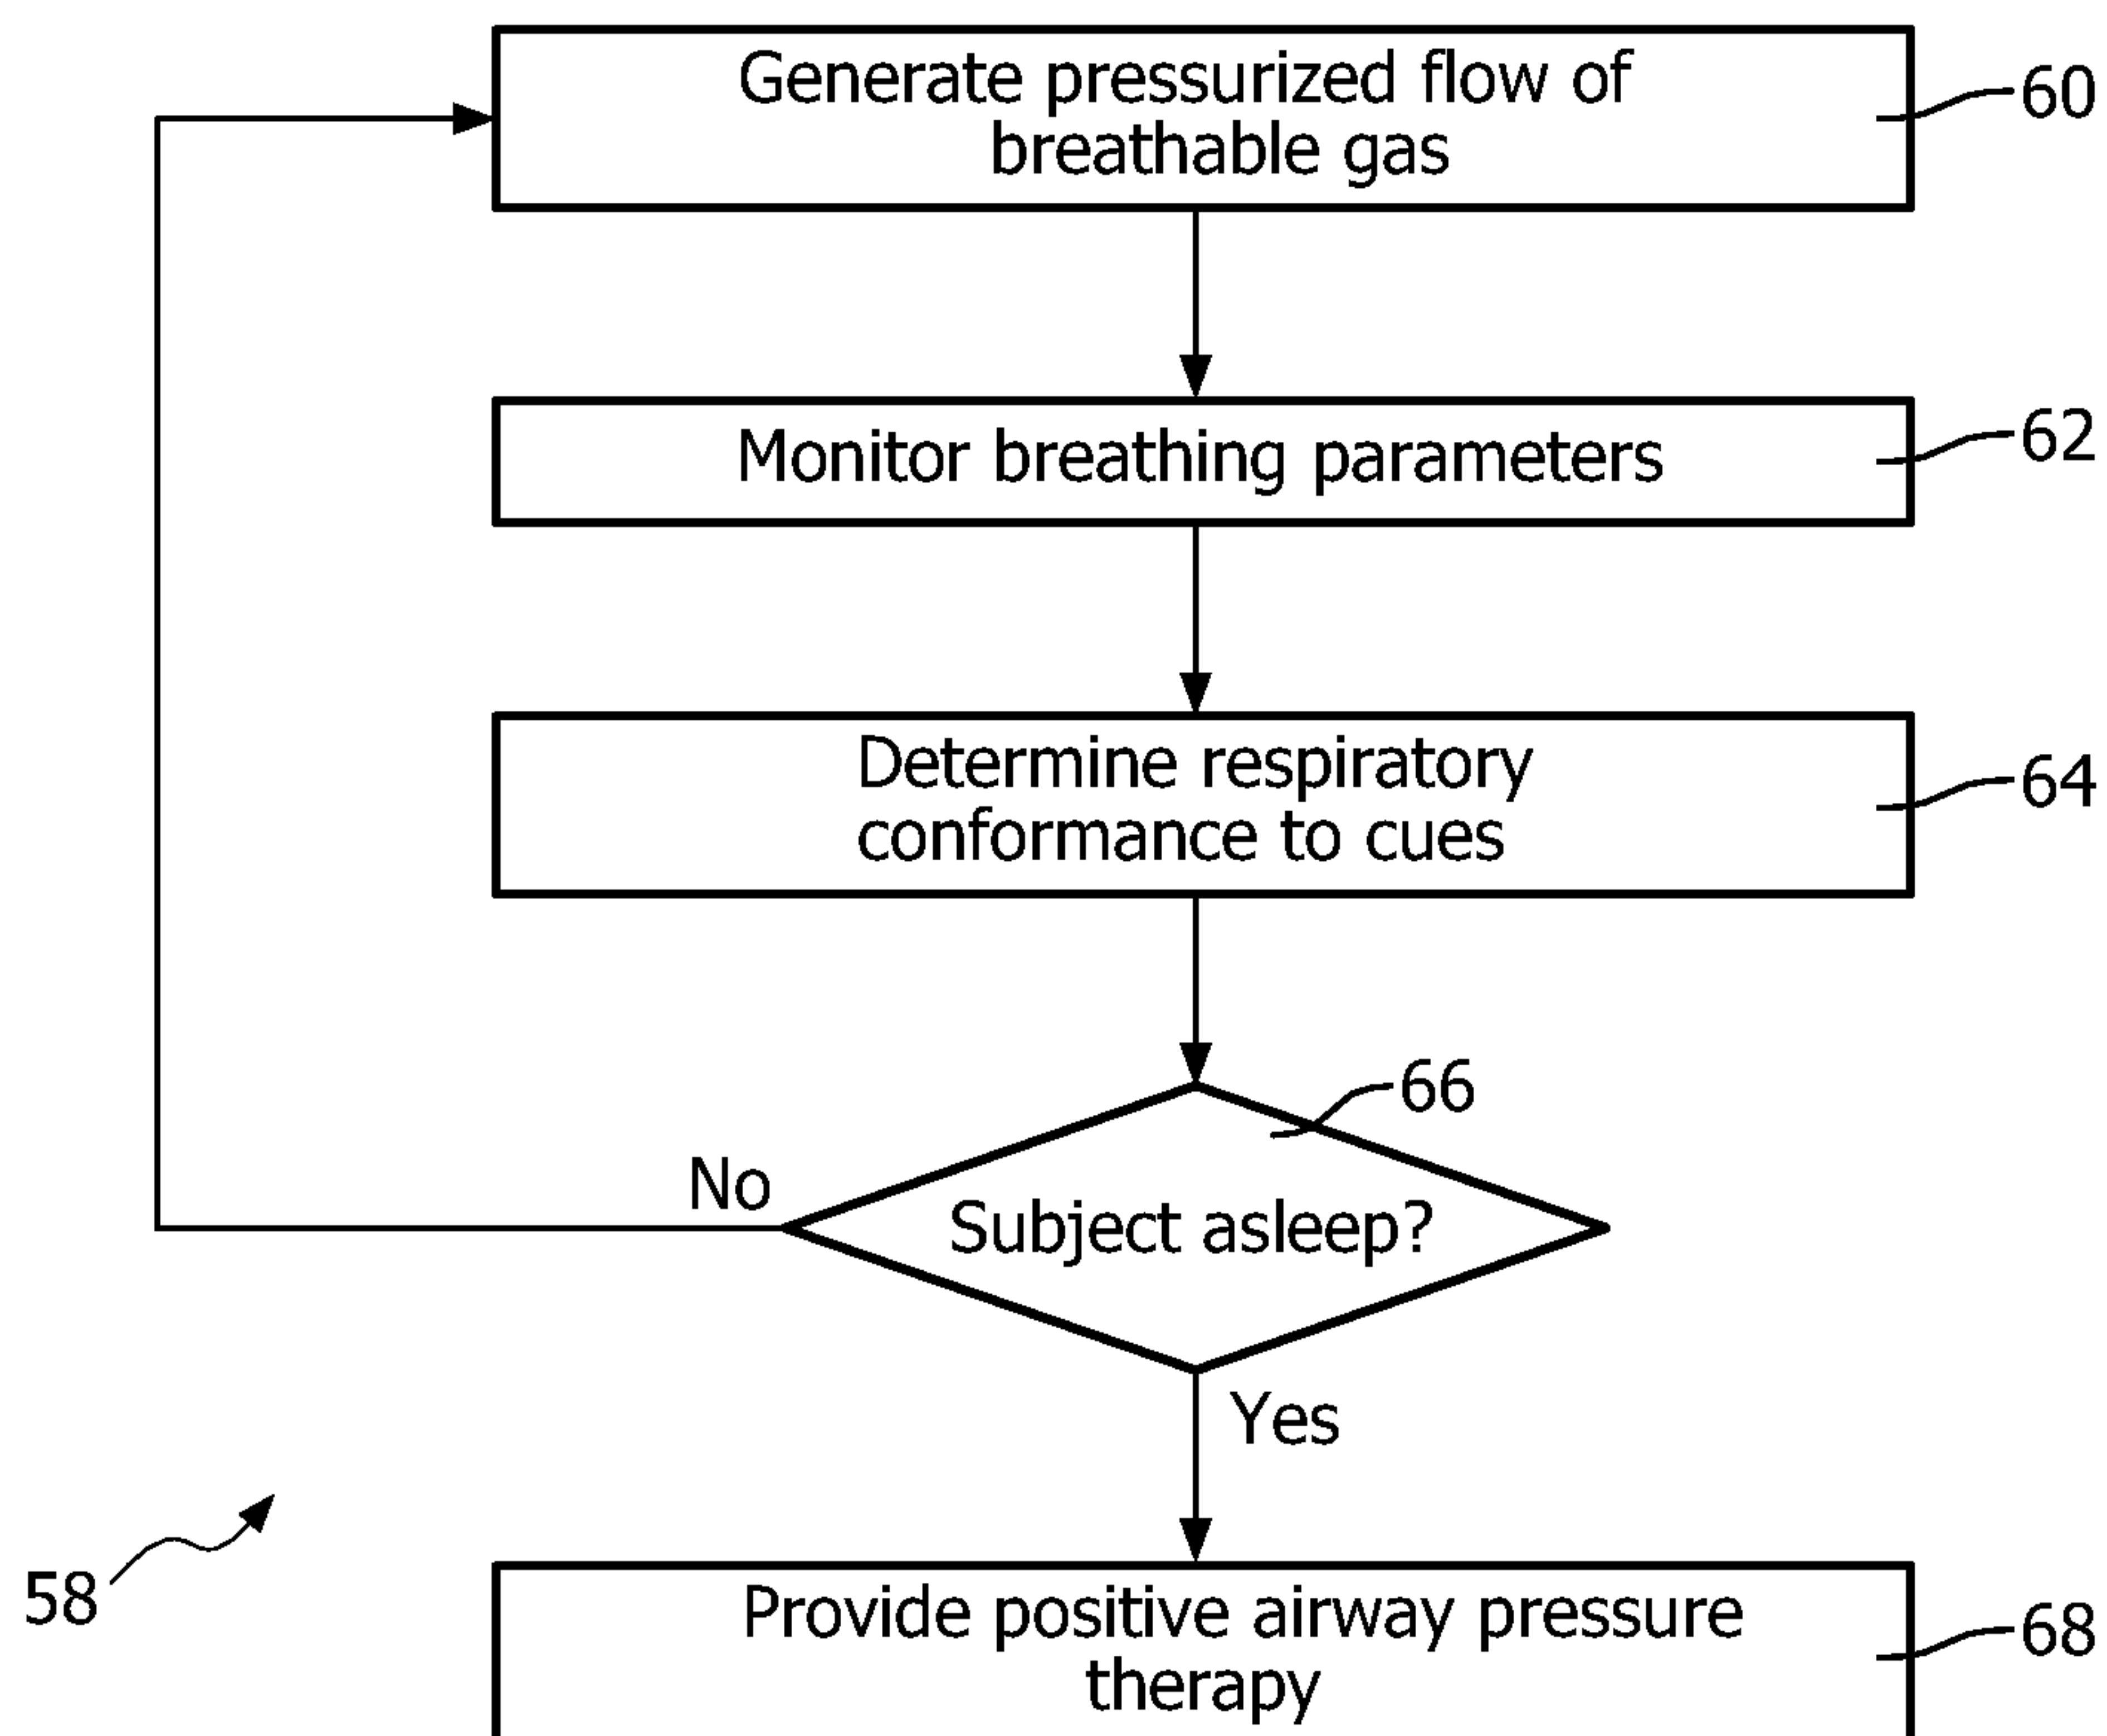 Generate pressurized flow of
breathable gas
60
Monitor breathing parameters
62
Determine respiratory
conformance to cues
64
66
No
Subject asleep?
Yes
58
Provide positive airway pressure
therapy
68